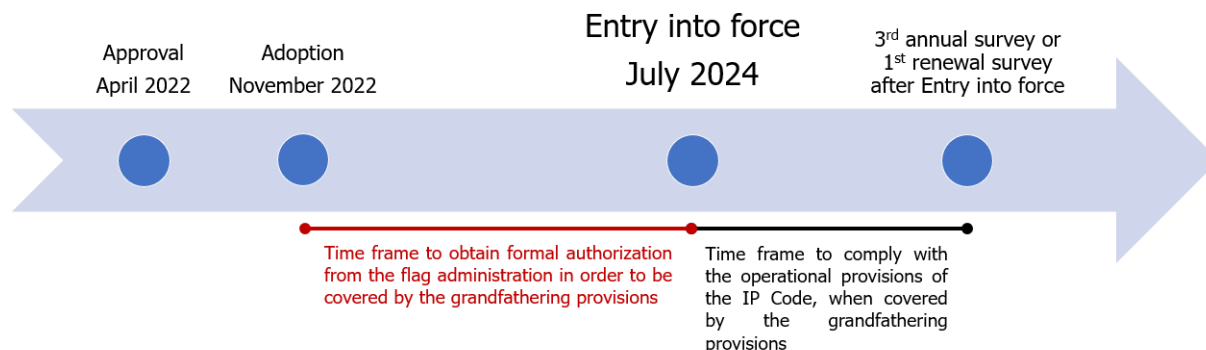 Approval
April 2022
Adoption
November 2022
Entry into force
July 2024
3rd annual survey or
1st renewal survey
after Entry into force
Time frame to obtain formal authorization
from the flag administration in order to be
covered by the grandfathering provisions
Time frame to comply with
the operational provisions of
the IP Code, when covered
by the grandfathering
provisions